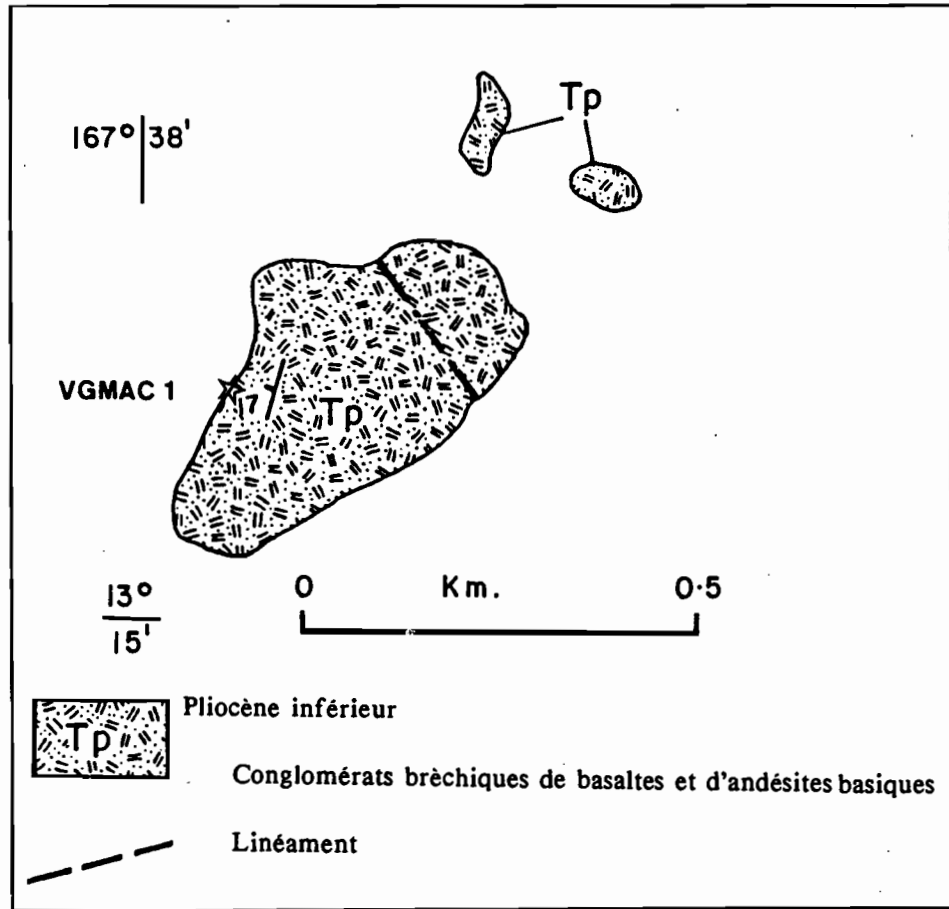 Tp
167° 38'
VGMAC 1
17
Tp
13°
15'
0 Km. 0·5
Tp
Pliocène inférieur
Conglomérats brèchiques de basaltes et d'andésites basiques
Linéament